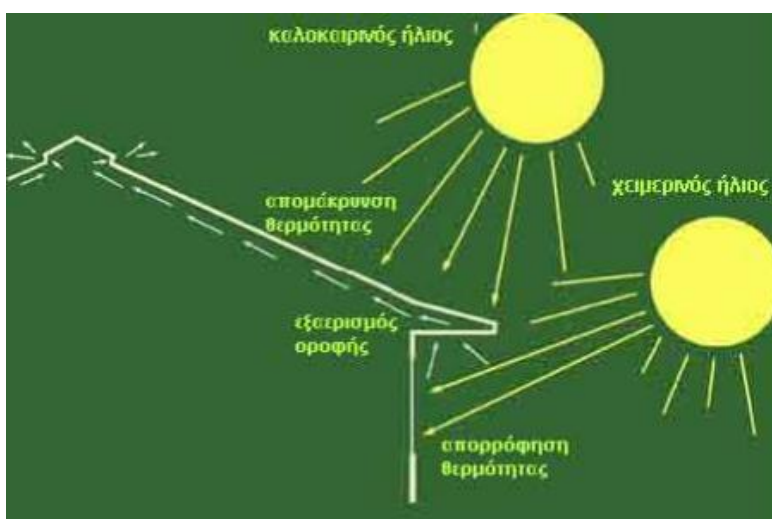 καλοκαιρινός ήλιος
χειμερινός ήλιος
απομάκρυνση
θερμότητας
εξαερισμός
οροφής
απορρόφηση
θερμότητας